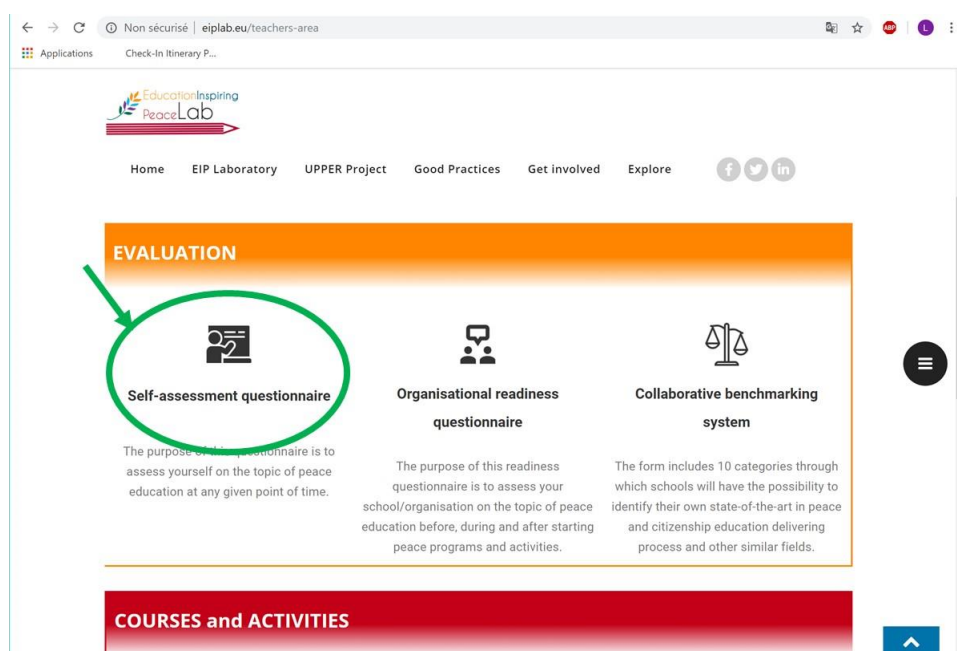 Non sécurisé | eiplab.eu/teachers-area
ABP
L
Applications
Check-In Itinerary P...
EducationInspiring
PeaceLab
Home
EIP Laboratory
UPPER Project
Good Practices
Get involved
Explore
EVALUATION
Self-assessment questionnaire
The purpose of this questionnaire is to
assess yourself on the topic of peace
education at any given point of time.
Organisational readiness
questionnaire
The purpose of this readiness
questionnaire is to assess your
school/organisation on the topic of peace
education before, during and after starting
peace programs and activities.
Collaborative benchmarking
system
The form includes 10 categories through
which schools will have the possibility to
identify their own state-of-the-art in peace
and citizenship education delivering
process and other similar fields.
COURSES and ACTIVITIES